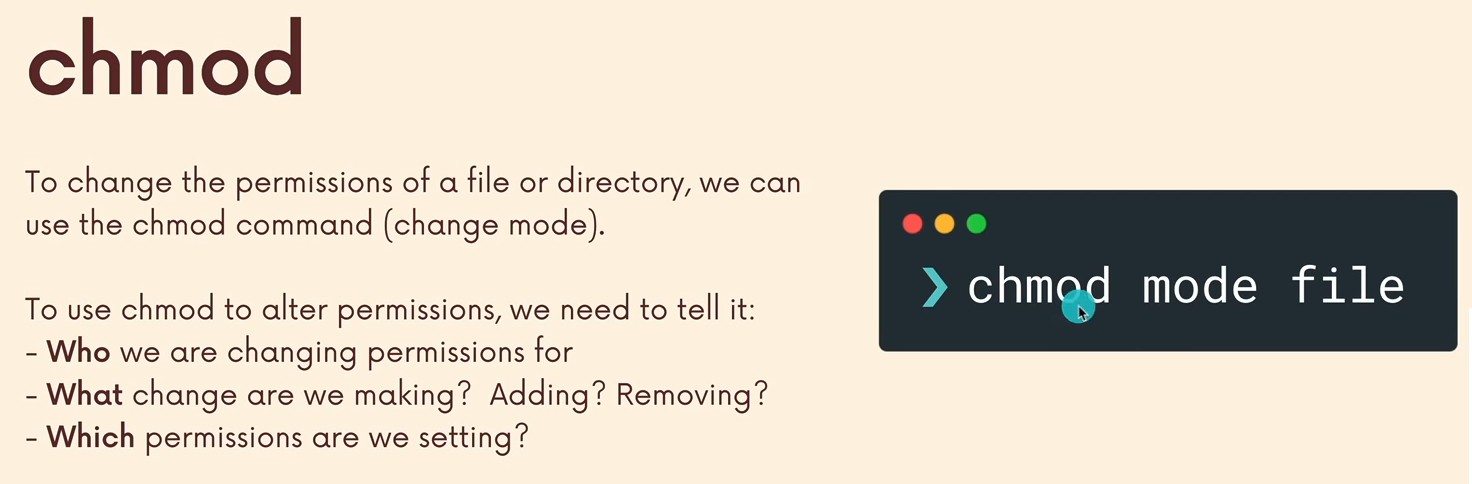 chmod
To change the permissions of a file or directory, we can
use the chmod command (change mode).
To use chmod to alter permissions, we need to tell it:
- Who we are changing permissions for
- What change are we making?  Adding? Removing?
- Which permissions are we setting?
❯ chmod mode file